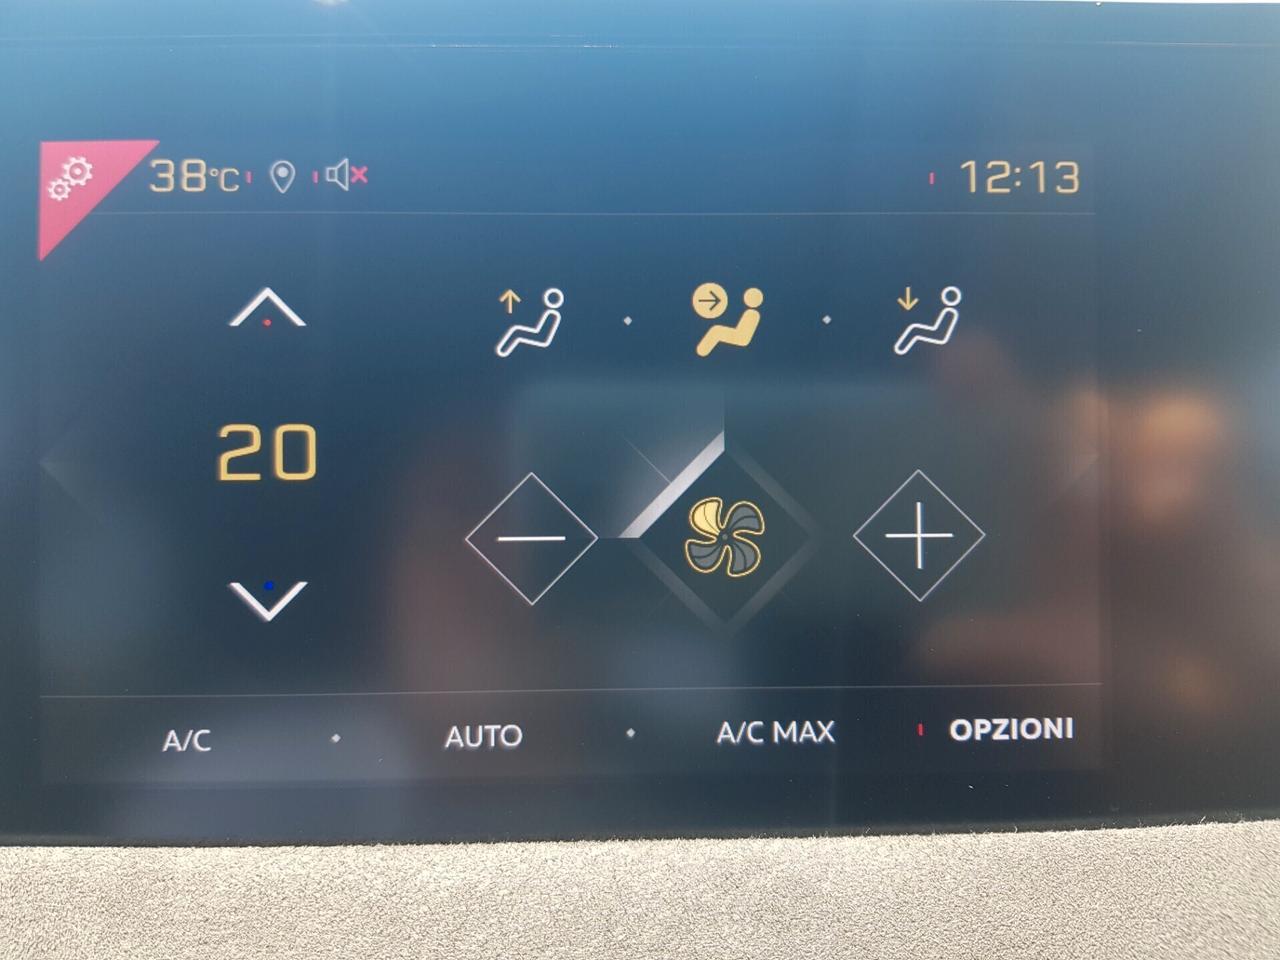 38°C
12:13
20
A/C AUTO A/C MAX OPZIONI